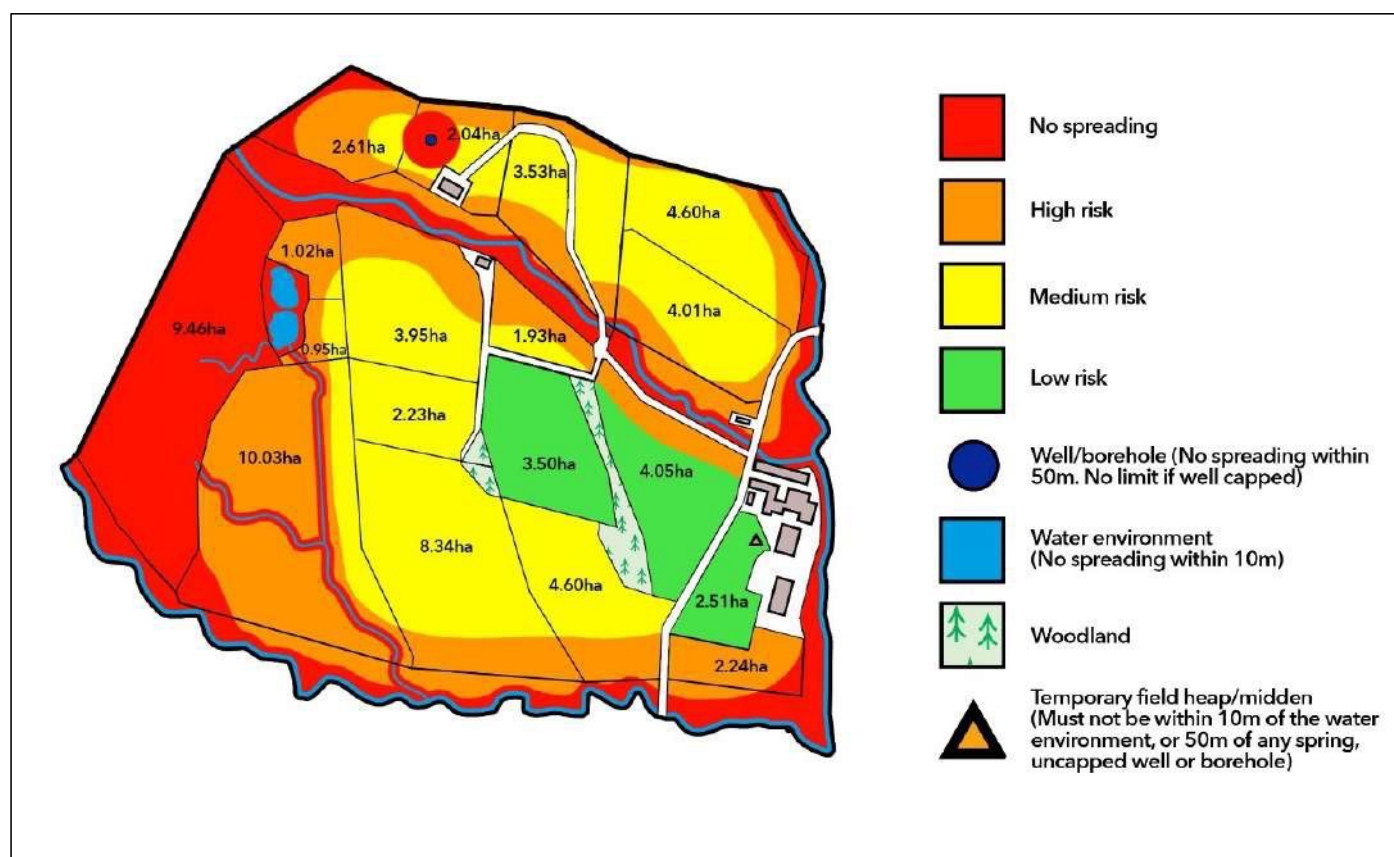 2.61ha
2.04ha
3.53ha
4.60ha
1.02ha
4.01ha
9.46ha
3.95ha
1.93ha
0.95ha
2.23ha
10.03ha
3.50ha
4.05ha
8.34ha
4.60ha
2.51ha
2.24ha
No spreading
High risk
Medium risk
Low risk
Well/borehole (No spreading within
50m. No limit if well capped)
Water environment
(No spreading within 10m)
Woodland
Temporary field heap/midden
(Must not be within 10m of the water
environment, or 50m of any spring,
uncapped well or borehole)